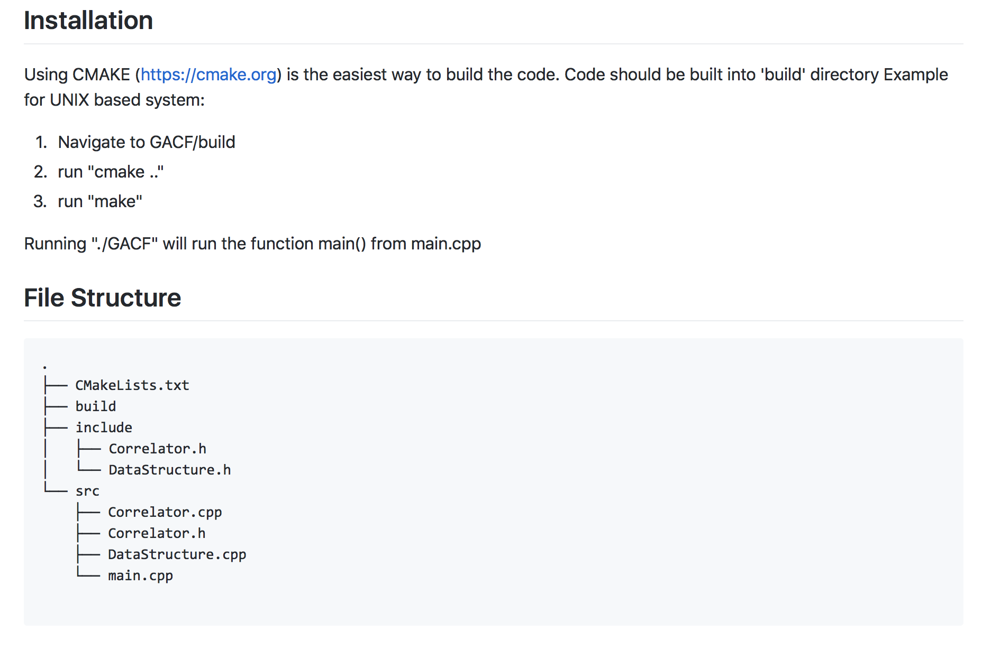 Installation
Using CMAKE (https://cmake.org) is the easiest way to build the code. Code should be built into 'build' directory Example
for UNIX based system:
1. Navigate to GACF/build
2. run "cmake .."
3. run "make"
Running "./GACF" will run the function main() from main.cpp
File Structure
.
├── CMakeLists.txt
├── build
├── include
│   ├── Correlator.h
│   └── DataStructure.h
└── src
    ├── Correlator.cpp
    ├── Correlator.h
    ├── DataStructure.cpp
    └── main.cpp